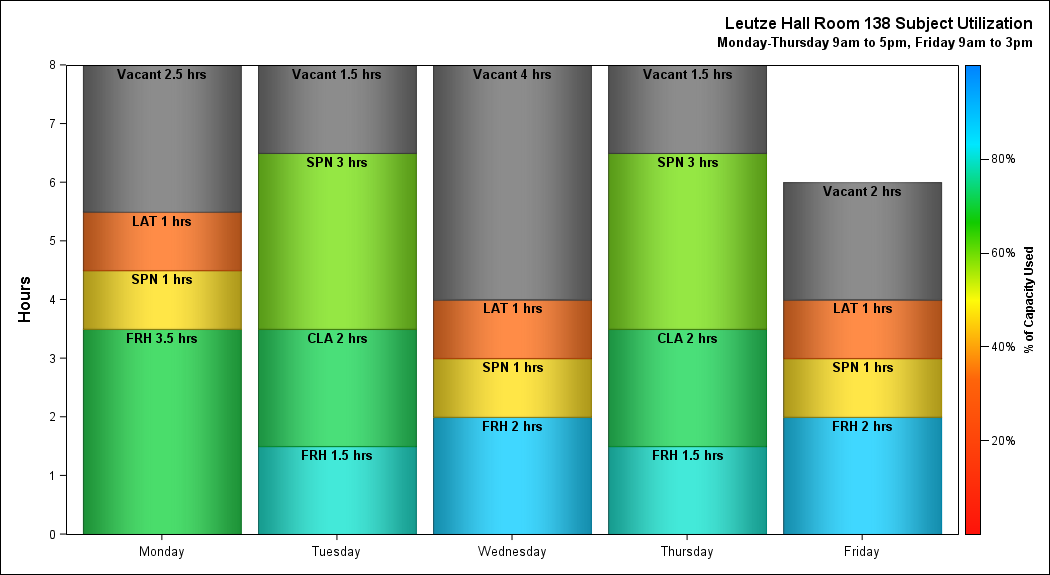 Leutze Hall Room 138 Subject Utilization
Monday-Thursday 9am to 5pm, Friday 9am to 3pm
Hours
8
7
6
5
4
3
2
1
0
Vacant 2.5 hrs
LAT 1 hrs
SPN 1 hrs
FRH 3.5 hrs
Vacant 1.5 hrs
SPN 3 hrs
CLA 2 hrs
FRH 1.5 hrs
Vacant 4 hrs
LAT 1 hrs
SPN 1 hrs
FRH 2 hrs
Vacant 1.5 hrs
SPN 3 hrs
CLA 2 hrs
FRH 1.5 hrs
Vacant 2 hrs
LAT 1 hrs
SPN 1 hrs
FRH 2 hrs
Monday
Tuesday
Wednesday
Thursday
Friday
80%
60%
40%
20%
% of Capacity Used